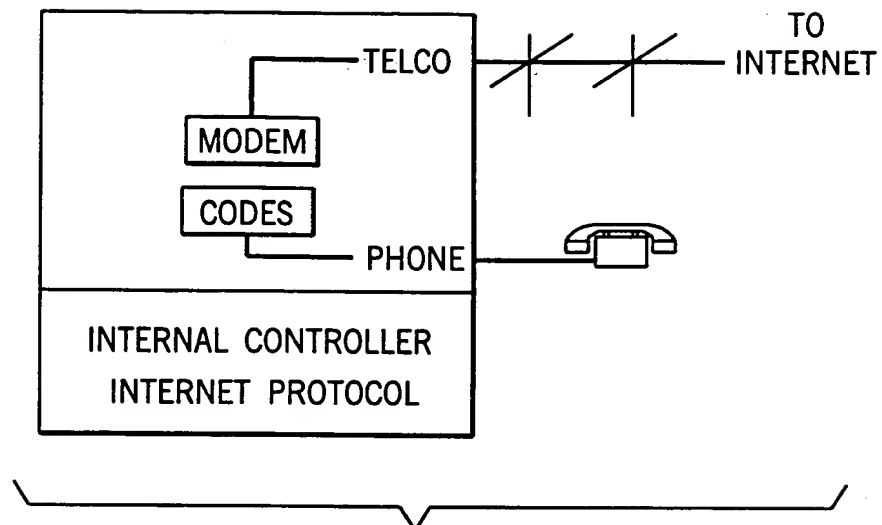 TELCO
TO
INTERNET
MODEM
CODES
PHONE
INTERNAL CONTROLLER
INTERNET PROTOCOL